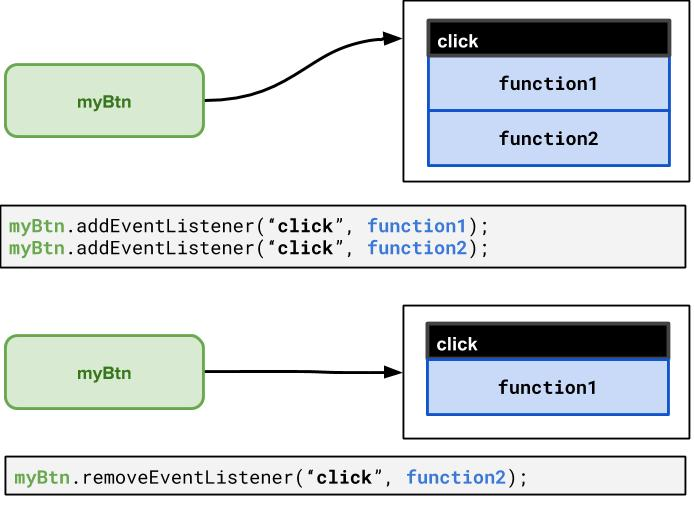 click
myBtn
function1
function2
myBtn.addEventListener(“click”, function1);
myBtn.addEventListener(“click”, function2);
click
myBtn
function1
myBtn.removeEventListener(“click”, function2);